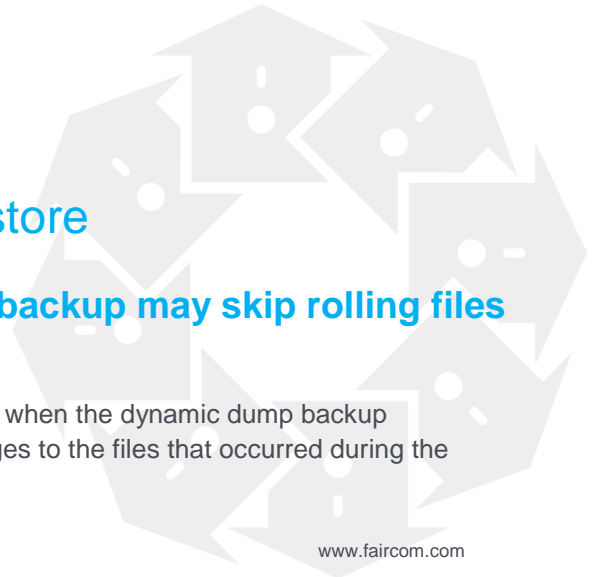 store
backup may skip rolling files
when the dynamic dump backup
ges to the files that occurred during the
www.faircom.com